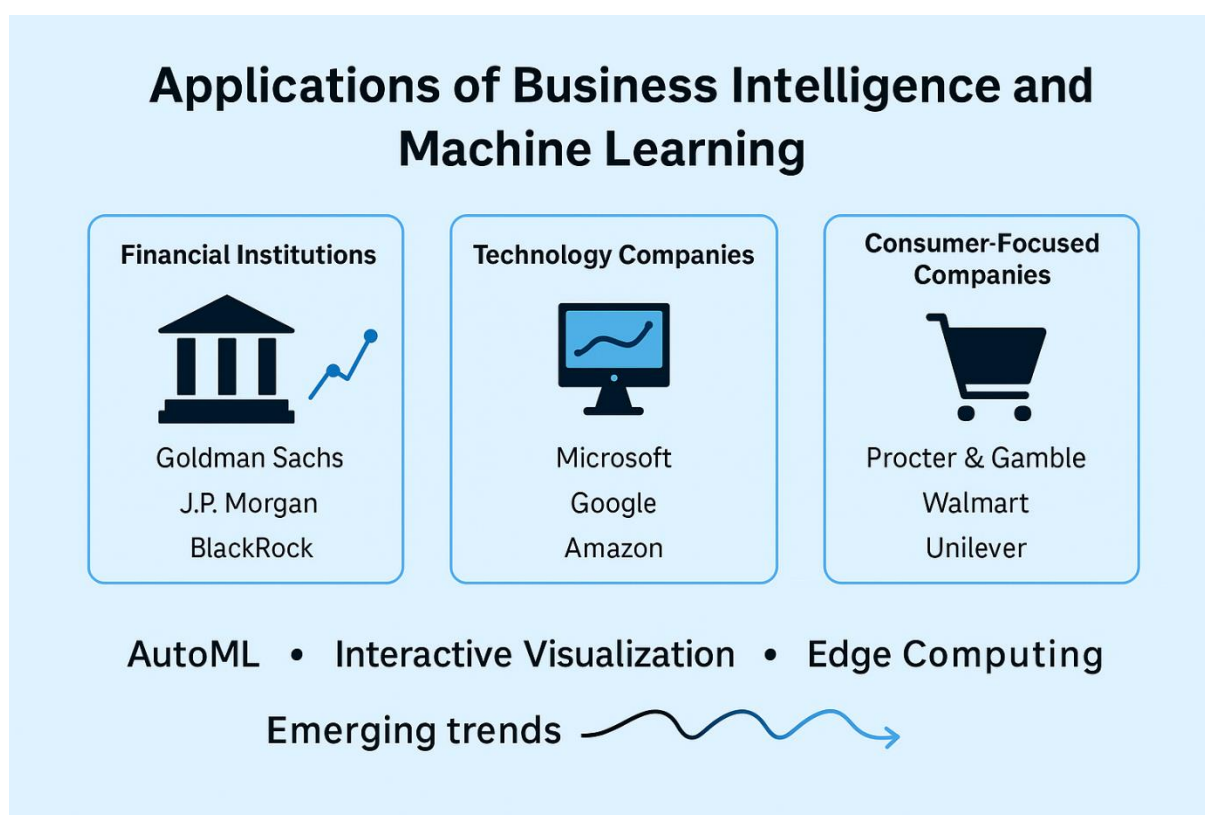 Applications of Business Intelligence and
Machine Learning
Financial Institutions
Goldman Sachs
J.P. Morgan
BlackRock
Technology Companies
Microsoft
Google
Amazon
Consumer-Focused
Companies
Procter & Gamble
Walmart
Unilever
AutoML • Interactive Visualization • Edge Computing
Emerging trends